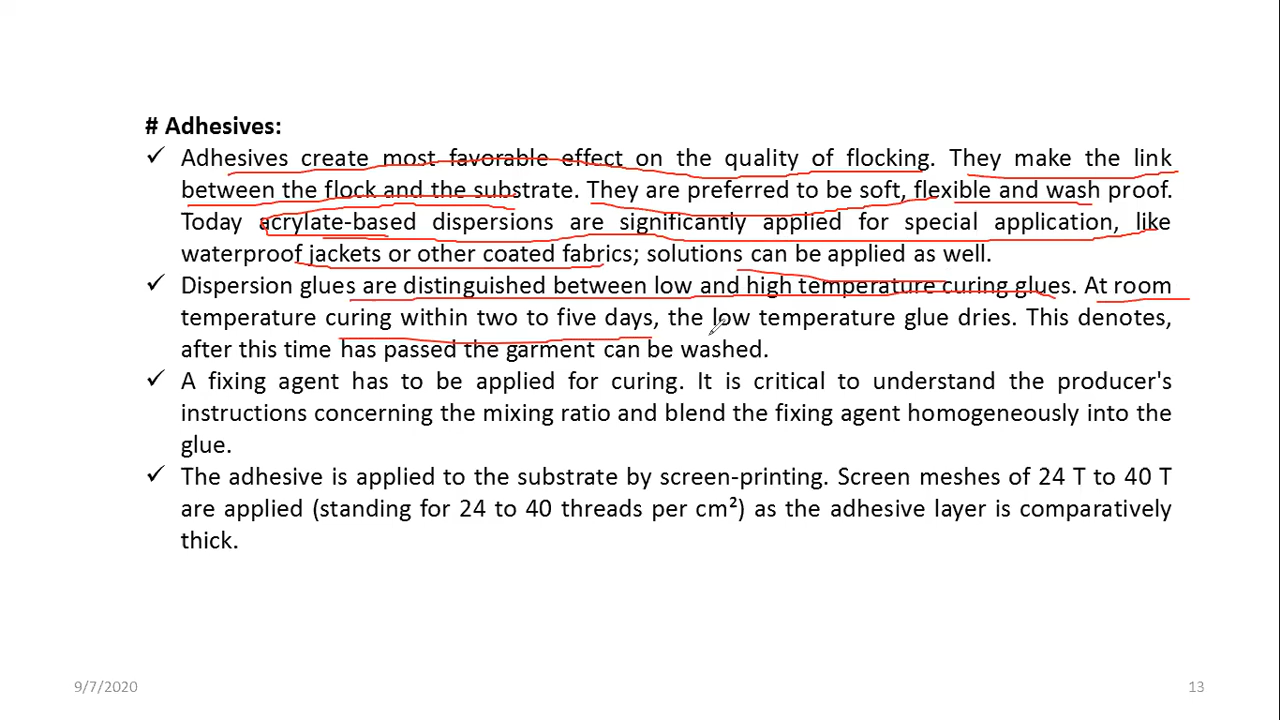 # Adhesives:
✓ Adhesives create most favorable effect on the quality of flocking. They make the link
between the flock and the substrate. They are preferred to be soft, flexible and wash proof.
Today acrylate-based dispersions are significantly applied for special application, like
waterproof jackets or other coated fabrics; solutions can be applied as well.
✓ Dispersion glues are distinguished between low and high temperature curing glues. At room
temperature curing within two to five days, the low temperature glue dries. This denotes,
after this time has passed the garment can be washed.
✓ A fixing agent has to be applied for curing. It is critical to understand the producer's
instructions concerning the mixing ratio and blend the fixing agent homogeneously into the
glue.
✓ The adhesive is applied to the substrate by screen-printing. Screen meshes of 24 T to 40 T
are applied (standing for 24 to 40 threads per cm²) as the adhesive layer is comparatively
thick.
9/7/2020 13